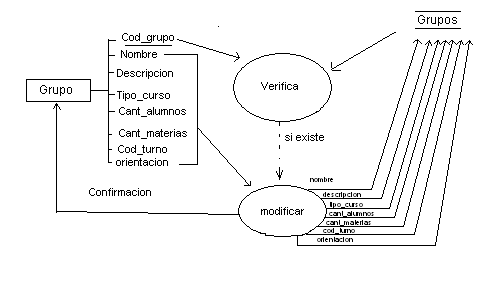 Grupos
Cod_grupo
Nombre
Descripcion
Tipo_curso
Cant_alumnos
Cant_materias
Cod_turno
orientacion
Grupo
Verifica
si existe
Confirmacion
modificar
nombre
descripcion
tipo_curso
cant_alumnos
cant_materias
cod_turno
orientacion